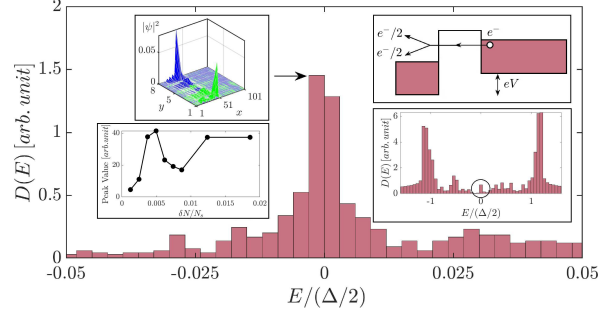 D(E) [arb. unit]
2
1.5
1
0.5
0
-0.05
-0.025
0
0.025
0.05
E/(Δ/2)
|ψ|²
0.05
0
8
5
1
y
1
51
101
x
Peak Value [arb.unit]
40
20
0
0
0.005
0.01
0.015
0.02
δN/Nₛ
e⁻/2
e⁻/2
e⁻
eV
D(E) [arb. unit]
6
4
2
0
-1
0
1
E/(Δ/2)